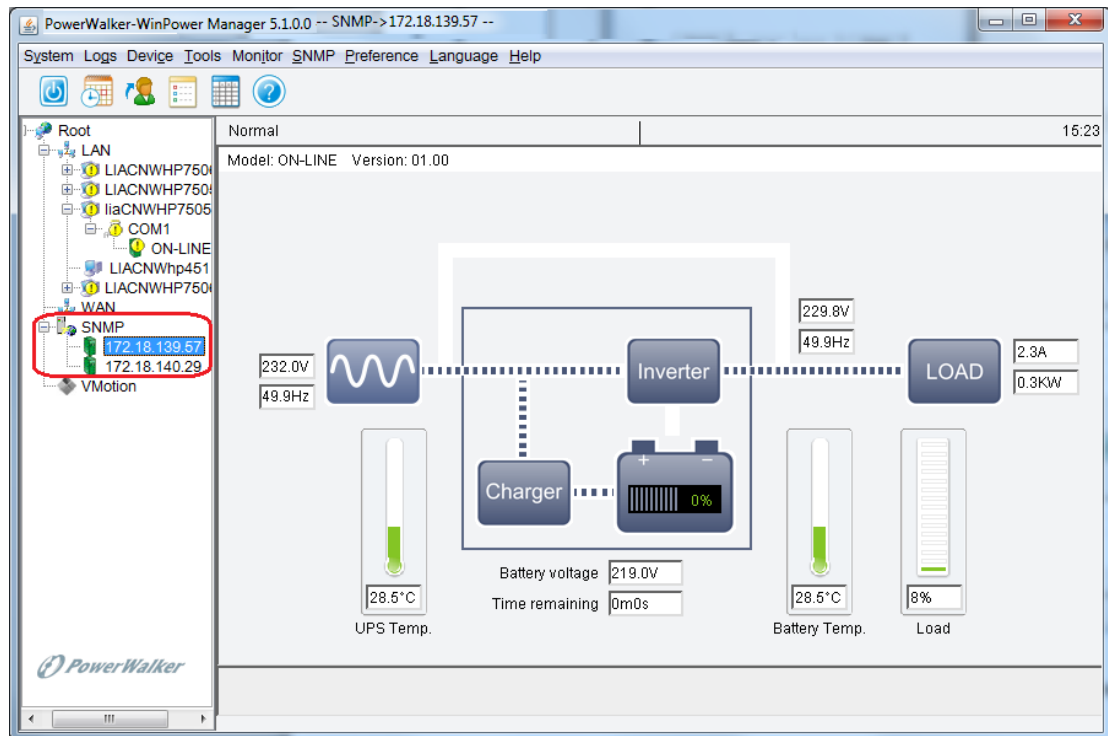 PowerWalker-WinPower Manager 5.1.0.0 -- SNMP->172.18.139.57 --
System Logs Device Tools Monitor SNMP Preference Language Help
Root
LAN
LIACNWHP750
LIACNWHP750
liaCNWHP7505
COM1
ON-LINE
LIACNWhp451
LIACNWHP750
WAN
SNMP
172.18.139.57
172.18.140.29
VMotion
PowerWalker
Normal
15:23
Model: ON-LINE Version: 01.00
232.0V
49.9Hz
Inverter
229.8V
49.9Hz
LOAD
2.3A
0.3KW
Charger
+ −
0%
Battery voltage 219.0V
Time remaining 0m0s
28.5°C
UPS Temp.
28.5°C
Battery Temp.
8%
Load